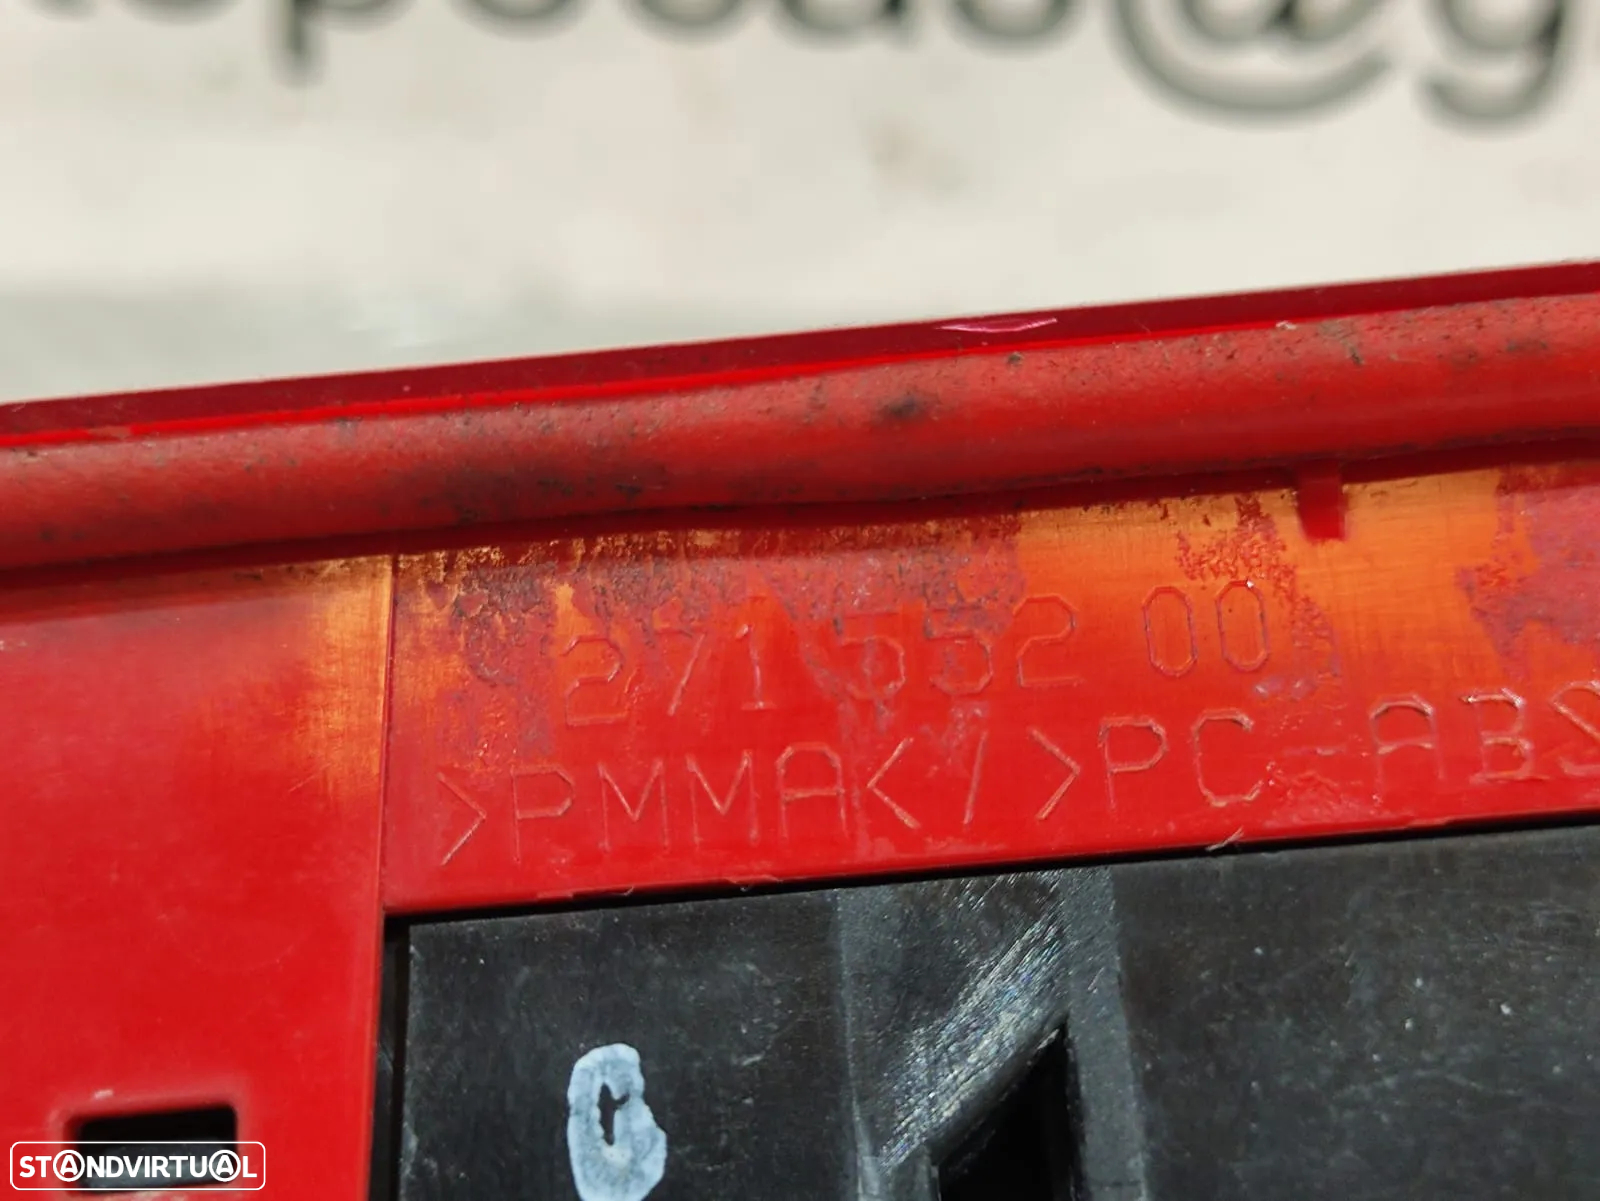 271 552 00
>PMMA</>PC-ABS
STANDVIRTUAL